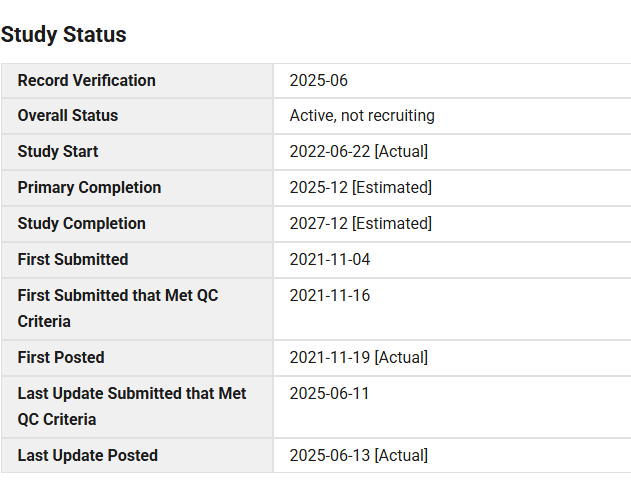 Study Status
Record Verification 2025-06
Overall Status Active, not recruiting
Study Start 2022-06-22 [Actual]
Primary Completion 2025-12 [Estimated]
Study Completion 2027-12 [Estimated]
First Submitted 2021-11-04
First Submitted that Met QC 2021-11-16
Criteria
First Posted 2021-11-19 [Actual]
Last Update Submitted that Met 2025-06-11
QC Criteria
Last Update Posted 2025-06-13 [Actual]